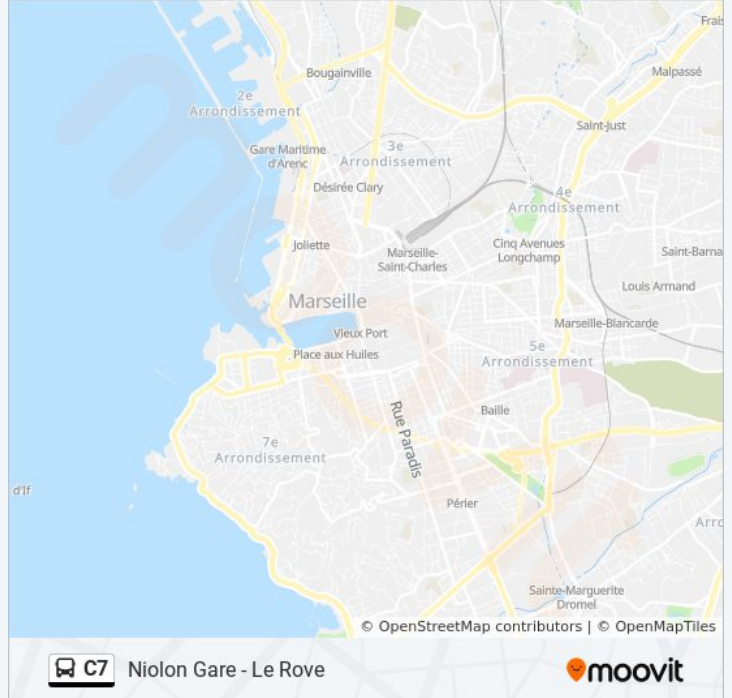 Frais
Bougainville
Malpassé
2e
Arrondissement
Saint-Just
Gare Maritime
d'Arenc
3e
Arrondissement
Désirée Clary
4e
Arrondissement
Joliette
Marseille-
Saint-Charles
Cinq Avenues
Longchamp
Saint-Barna
Louis Armand
Marseille
Marseille-Blancarde
Vieux Port
Place aux Huiles
5e
Arrondissement
Rue Paradis
Baille
7e
Arrondissement
d'If
Périer
Arro
Sainte-Marguerite
Dromel
© OpenStreetMap contributors | © OpenMapTiles
C7 Niolon Gare - Le Rove
moovit